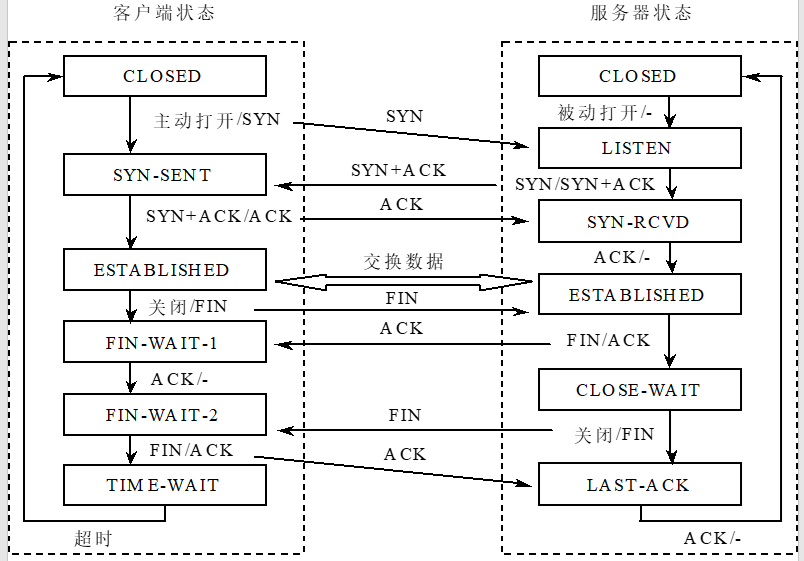 客户端状态
服务器状态
CLOSED
CLOSED
主动打开/SYN
SYN
被动打开/-
LISTEN
SYN-SENT
SYN+ACK
SYN/SYN+ACK
SYN+ACK/ACK
ACK
SYN-RCVD
ACK/-
ESTABLISHED
交换数据
ESTABLISHED
关闭/FIN
FIN
FIN-WAIT-1
ACK
FIN/ACK
ACK/-
CLOSE-WAIT
FIN-WAIT-2
FIN
关闭/FIN
FIN/ACK
ACK
TIME-WAIT
LAST-ACK
超时
ACK/-